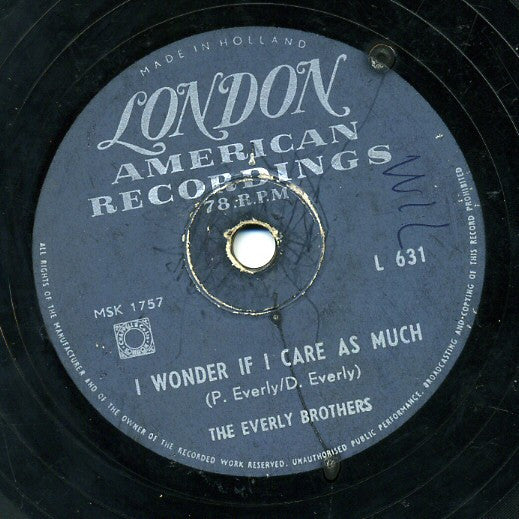 MADE IN HOLLAND
LONDON
AMERICAN
RECORDINGS
78 R.P.M
L 631
MSK 1757
I WONDER IF I CARE AS MUCH
(P. Everly/D. Everly)
THE EVERLY BROTHERS
ALL RIGHTS OF THE MANUFACTURER AND OF THE OWNER OF THE RECORDED WORK RESERVED. UNAUTHORISED PUBLIC PERFORMANCE, BROADCASTING AND COPYING OF THIS RECORD PROHIBITED